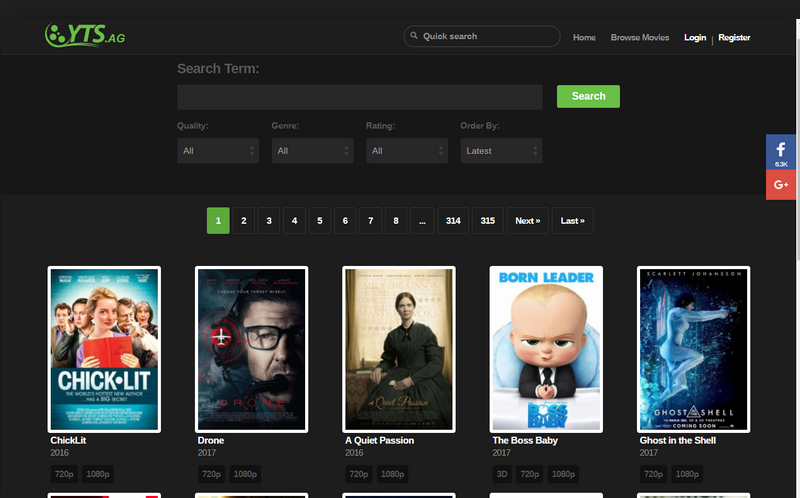 YTS.AG
Quick search
Home
Browse Movies
Login | Register
Search Term:
Search
Quality:
Genre:
Rating:
Order By:
All
All
All
Latest
6.3K
G+
1 2 3 4 5 6 7 8 ... 314 315 Next » Last »
CHICK•LIT
THE WORLD'S HOTTEST NEW AUTHOR
...HAS A BIG SECRET!
CHOOSE YOUR TARGET WISELY.
DRONE
A Quiet Passion
BORN LEADER
BOSS
BABY
SCARLETT JOHANSSON
GHOST IN THE SHELL
COMING SOON
ChickLit
2016
720p 1080p
Drone
2017
720p 1080p
A Quiet Passion
2016
720p 1080p
The Boss Baby
2017
3D 720p 1080p
Ghost in the Shell
2017
720p 1080p